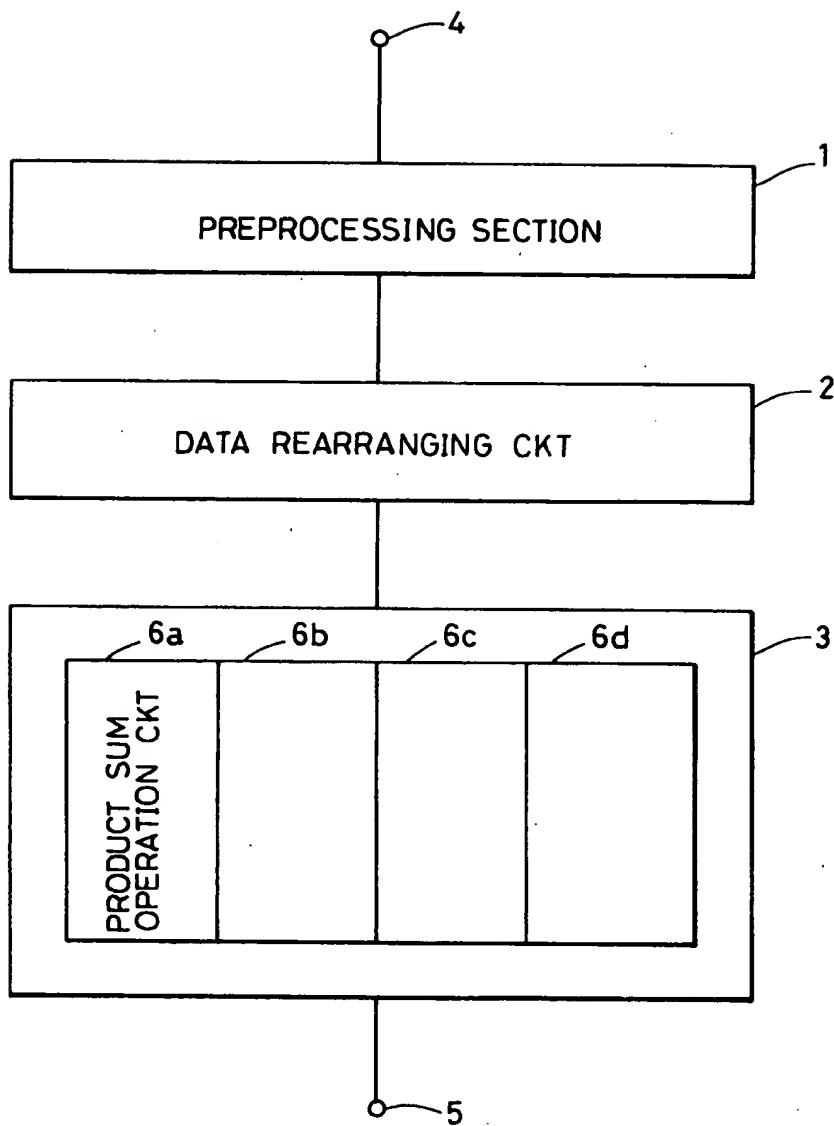 4
1
PREPROCESSING SECTION
2
DATA REARRANGING CKT
3
6a
6b
6c
6d
PRODUCT SUM
OPERATION CKT
5